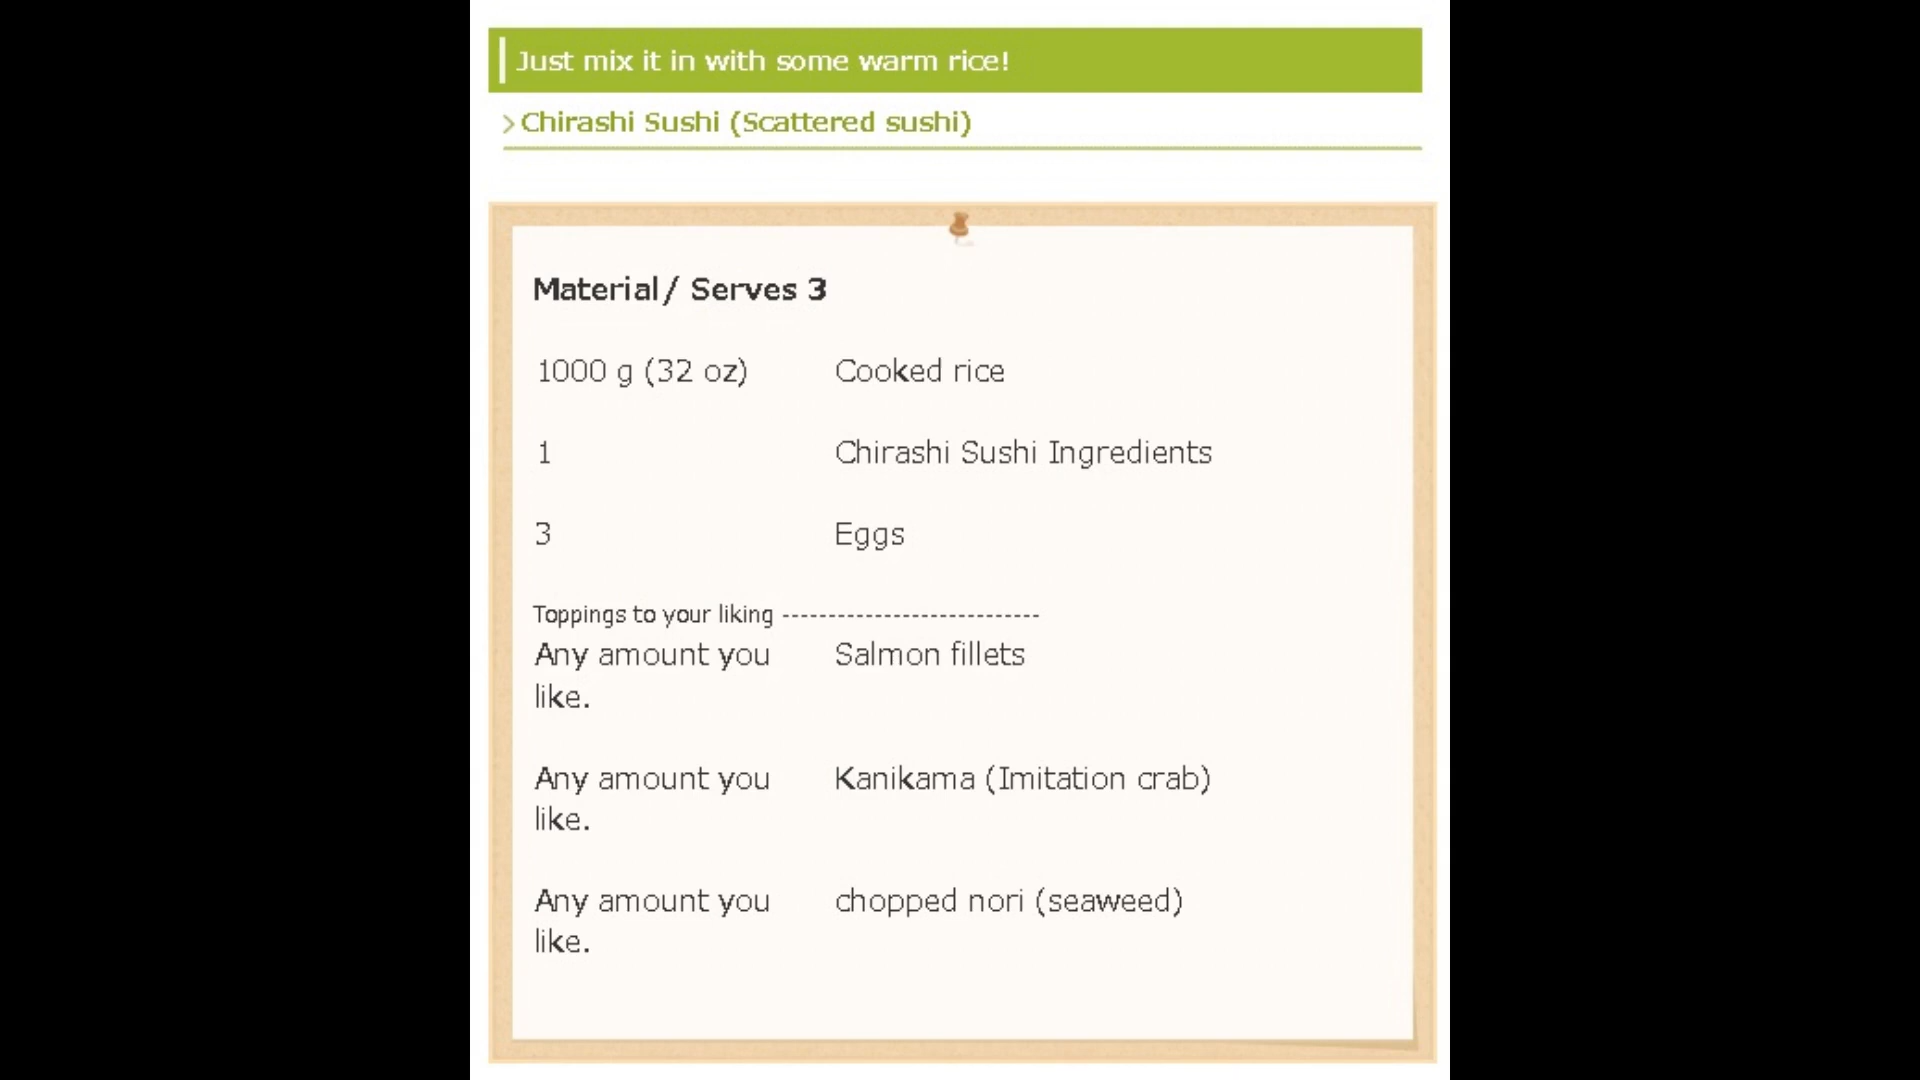 Just mix it in with some warm rice!
Chirashi Sushi (Scattered sushi)
Material/ Serves 3
1000 g (32 oz) Cooked rice
1 Chirashi Sushi Ingredients
3 Eggs
Toppings to your liking ----------------------------
Any amount you like. Salmon fillets
Any amount you like. Kanikama (Imitation crab)
Any amount you like. chopped nori (seaweed)